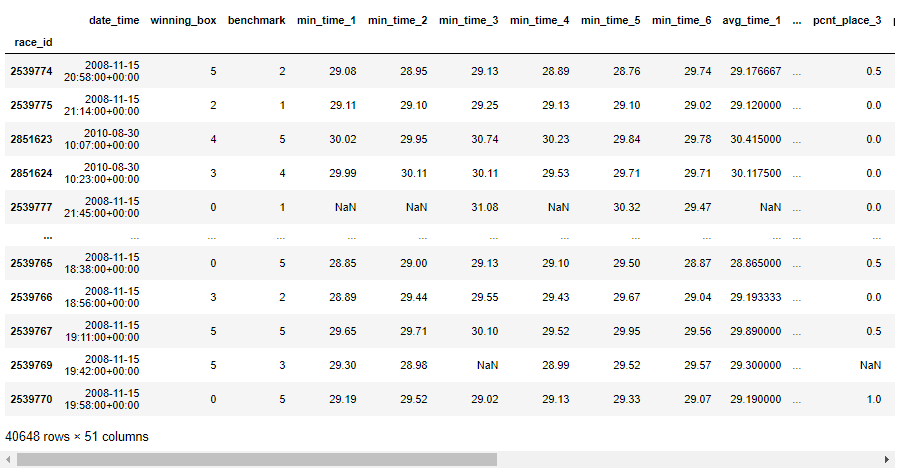 date_time winning_box benchmark min_time_1 min_time_2 min_time_3 min_time_4 min_time_5 min_time_6 avg_time_1 ... pcnt_place_3
race_id
2539774 2008-11-15 20:58:00+00:00 5 2 29.08 28.95 29.13 28.89 28.76 29.74 29.176667 ... 0.5
2539775 2008-11-15 21:14:00+00:00 2 1 29.11 29.10 29.25 29.13 29.10 29.02 29.120000 ... 0.0
2851623 2010-08-30 10:07:00+00:00 4 5 30.02 29.95 30.74 30.23 29.84 29.78 30.415000 ... 0.0
2851624 2010-08-30 10:23:00+00:00 3 4 29.99 30.11 30.11 29.53 29.71 29.71 30.117500 ... 0.0
2539777 2008-11-15 21:45:00+00:00 0 1 NaN NaN 31.08 NaN 30.32 29.47 NaN ... 0.0
... ... ... ... ... ... ... ... ... ... ... ... ...
2539765 2008-11-15 18:38:00+00:00 0 5 28.85 29.00 29.13 29.10 29.50 28.87 28.865000 ... 0.5
2539766 2008-11-15 18:56:00+00:00 3 2 28.89 29.44 29.55 29.43 29.67 29.04 29.193333 ... 0.0
2539767 2008-11-15 19:11:00+00:00 5 5 29.65 29.71 30.10 29.52 29.95 29.56 29.890000 ... 0.5
2539769 2008-11-15 19:42:00+00:00 5 3 29.30 28.98 NaN 28.99 29.52 29.57 29.300000 ... NaN
2539770 2008-11-15 19:58:00+00:00 0 5 29.19 29.52 29.02 29.13 29.33 29.07 29.190000 ... 1.0
40648 rows × 51 columns